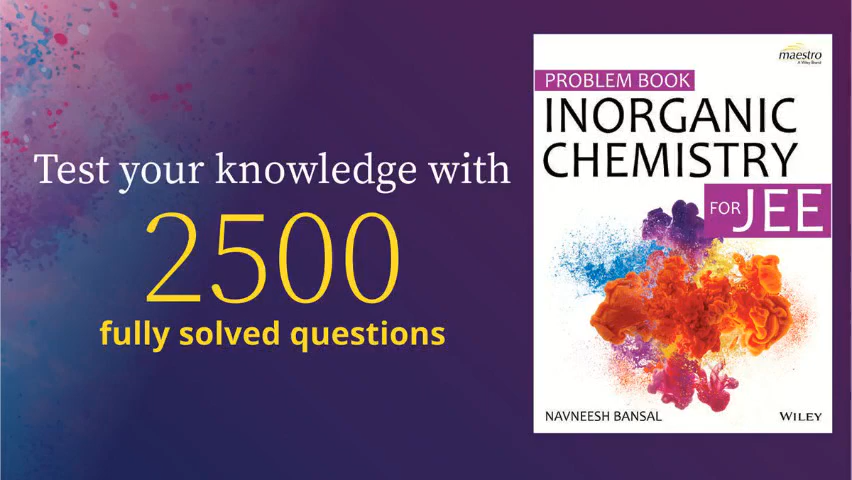 Test your knowledge with
2500
fully solved questions
maestro
A Wiley Brand
PROBLEM BOOK
INORGANIC
CHEMISTRY
FOR JEE
NAVNEESH BANSAL
WILEY